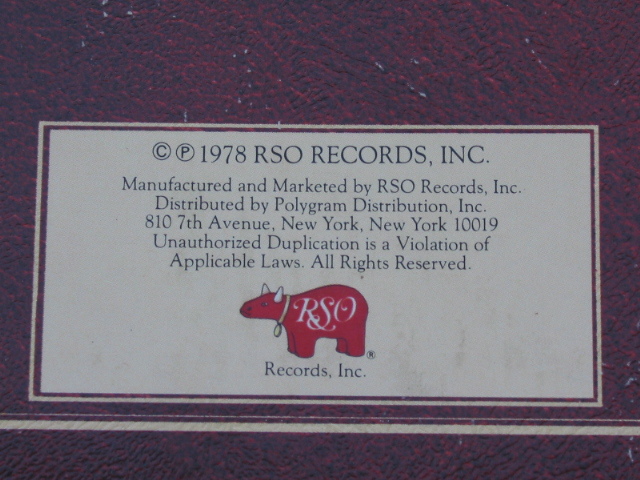 © ℗ 1978 RSO RECORDS, INC.
Manufactured and Marketed by RSO Records, Inc.
Distributed by Polygram Distribution, Inc.
810 7th Avenue, New York, New York 10019
Unauthorized Duplication is a Violation of
Applicable Laws. All Rights Reserved.
RSO
®
Records, Inc.